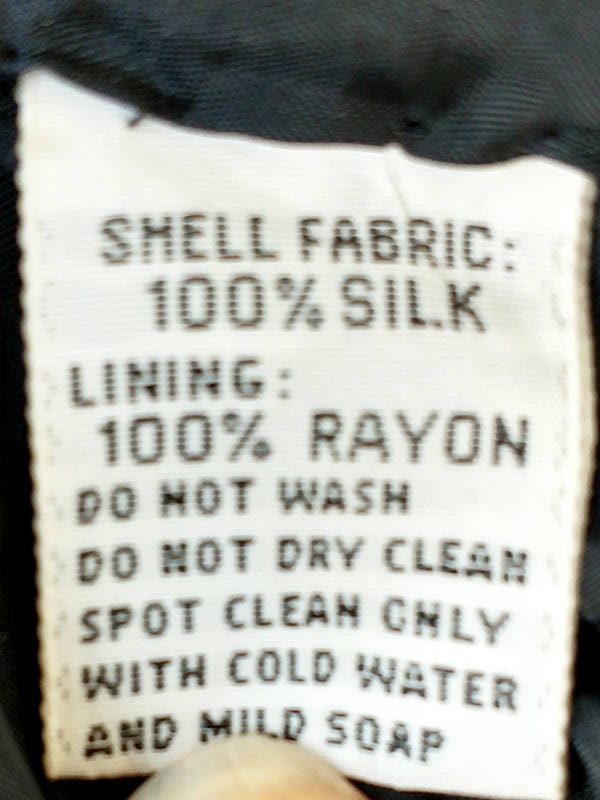 SHELL FABRIC:
100% SILK
LINING:
100% RAYON
DO NOT WASH
DO NOT DRY CLEAN
SPOT CLEAN ONLY
WITH COLD WATER
AND MILD SOAP